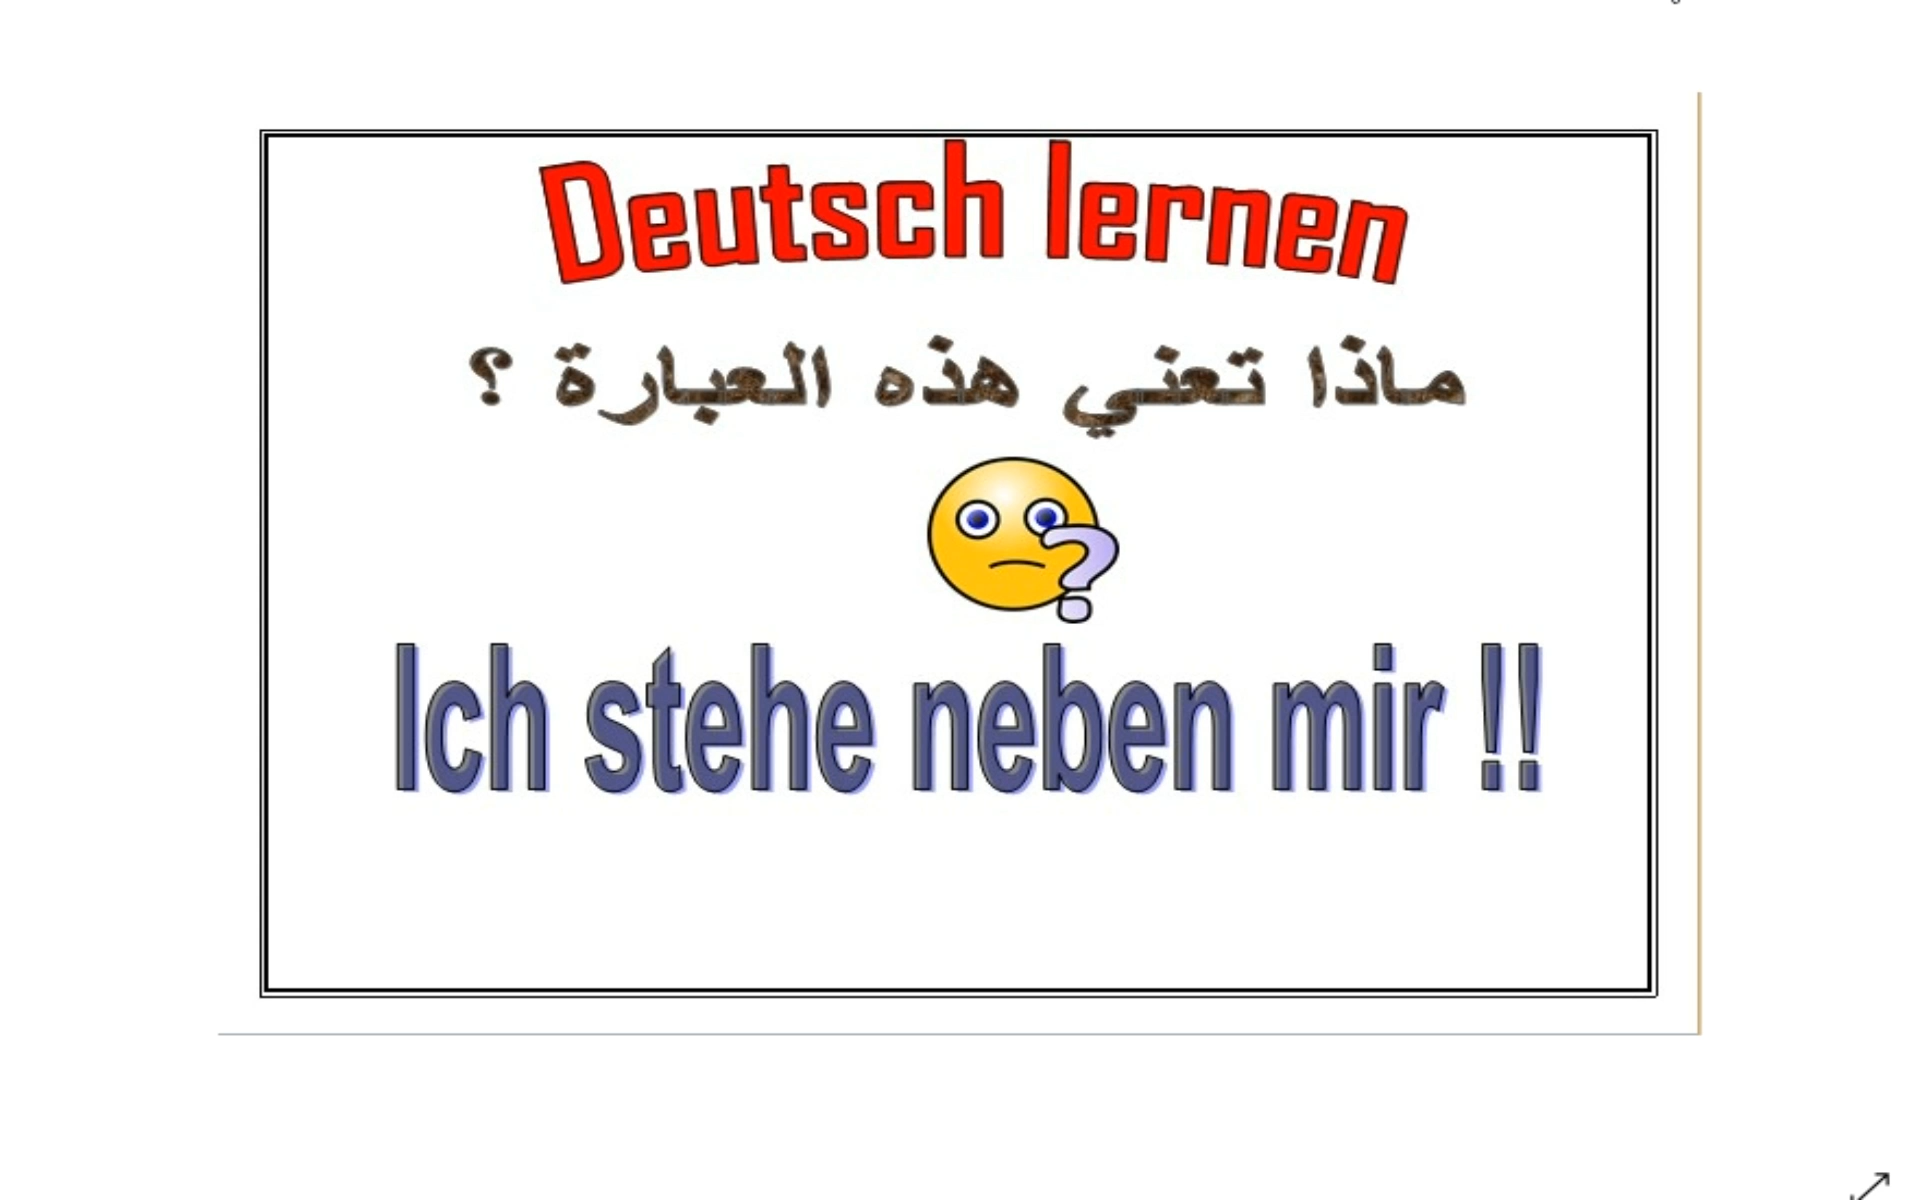 Deutsch lernen
ماذا تعني هذه العبارة ؟
Ich stehe neben mir !!